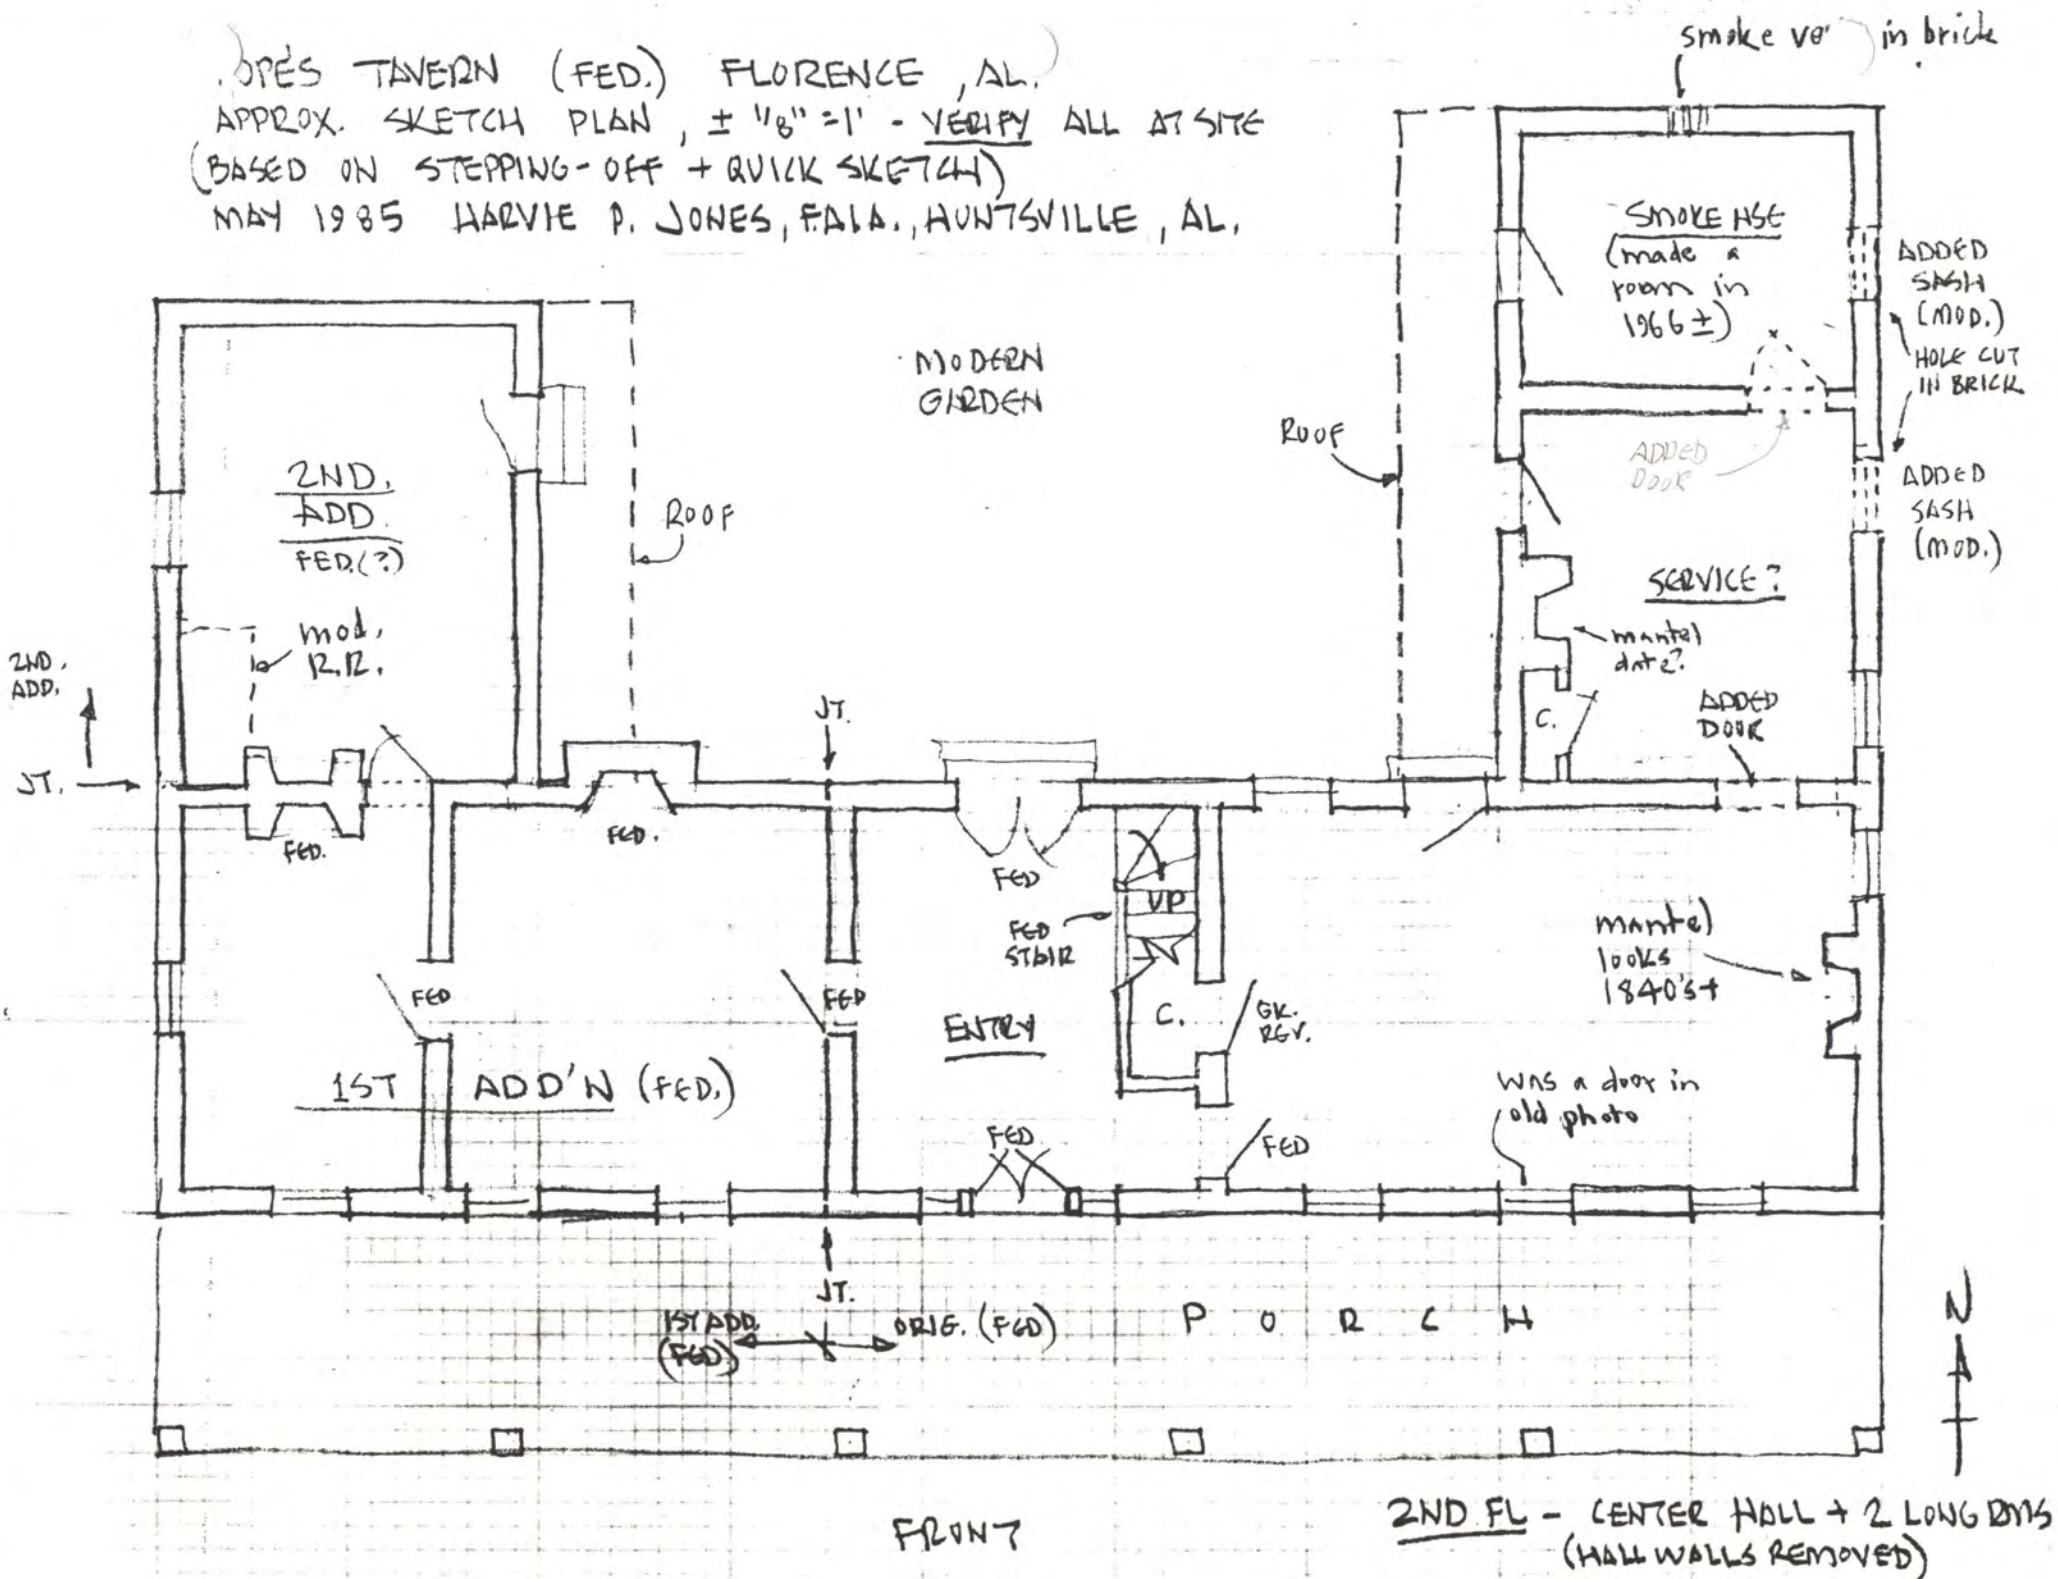 .OPE'S TAVERN (FED.) FLORENCE, AL.
APPROX. SKETCH PLAN, ± 1/8" = 1' - VERIFY ALL AT SITE
(BASED ON STEPPING-OFF + QUICK SKETCH)
MAY 1985 HARVIE P. JONES, F.A.I.A., HUNTSVILLE, AL.
smoke in brick
SMOKE HSE
(made a
room in
1966 ±)
ADDED
SASH
(MOD.)
HOLE CUT
IN BRICK
MODERN
GARDEN
ROOF
ADDED
DOOR
ADDED
SASH
(MOD.)
2ND.
ADD.
FED.(?)
ROOF
SERVICE?
mantel
date?
mod.
R.R.
2ND.
ADD.
JT.
JT.
C.
ADDED
DOOR
FED.
FED.
FED
UP
FED
STAIR
mantel
looks
1840's+
FED
FED
ENTRY
C.
GK.
REV.
1ST ADD'N (FED.)
was a door in
old photo
FED
FED
JT.
1ST ADD.
(FED)
ORIG. (FED)
PORCH
N
FRONT
2ND FL - CENTER HALL + 2 LONG RMS
(HALL WALLS REMOVED)